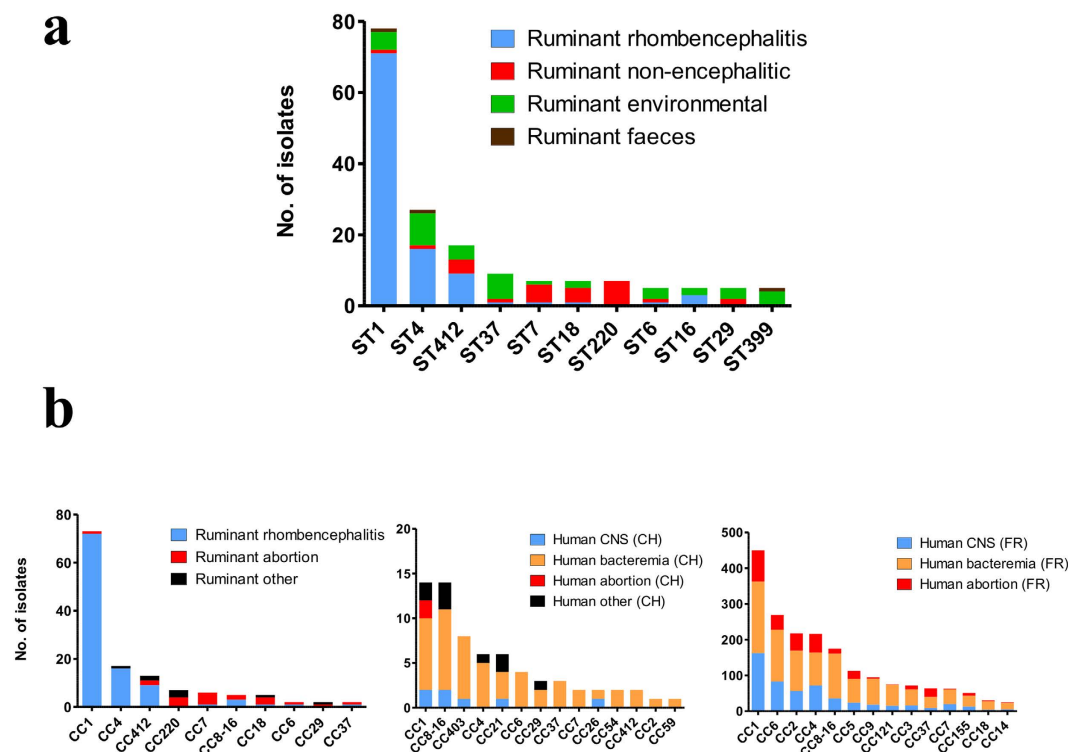 a
No. of isolates
80
60
40
20
0
Ruminant rhombencephalitis
Ruminant non-encephalitic
Ruminant environmental
Ruminant faeces
ST1 ST4 ST412 ST37 ST7 ST18 ST220 ST6 ST16 ST29 ST399
b
No. of isolates
80
60
40
20
0
Ruminant rhombencephalitis
Ruminant abortion
Ruminant other
CC1 CC4 CC412 CC220 CC7 CC8-16 CC18 CC6 CC29 CC37
20
15
10
5
0
Human CNS (CH)
Human bacteremia (CH)
Human abortion (CH)
Human other (CH)
CC1 CC8-16 CC403 CC4 CC21 CC6 CC29 CC37 CC7 CC26 CC54 CC412 CC2 CC59
500
400
300
200
100
0
Human CNS (FR)
Human bacteremia (FR)
Human abortion (FR)
CC1 CC6 CC2 CC4 CC8-16 CC5 CC9 CC121 CC3 CC37 CC7 CC155 CC18 CC14